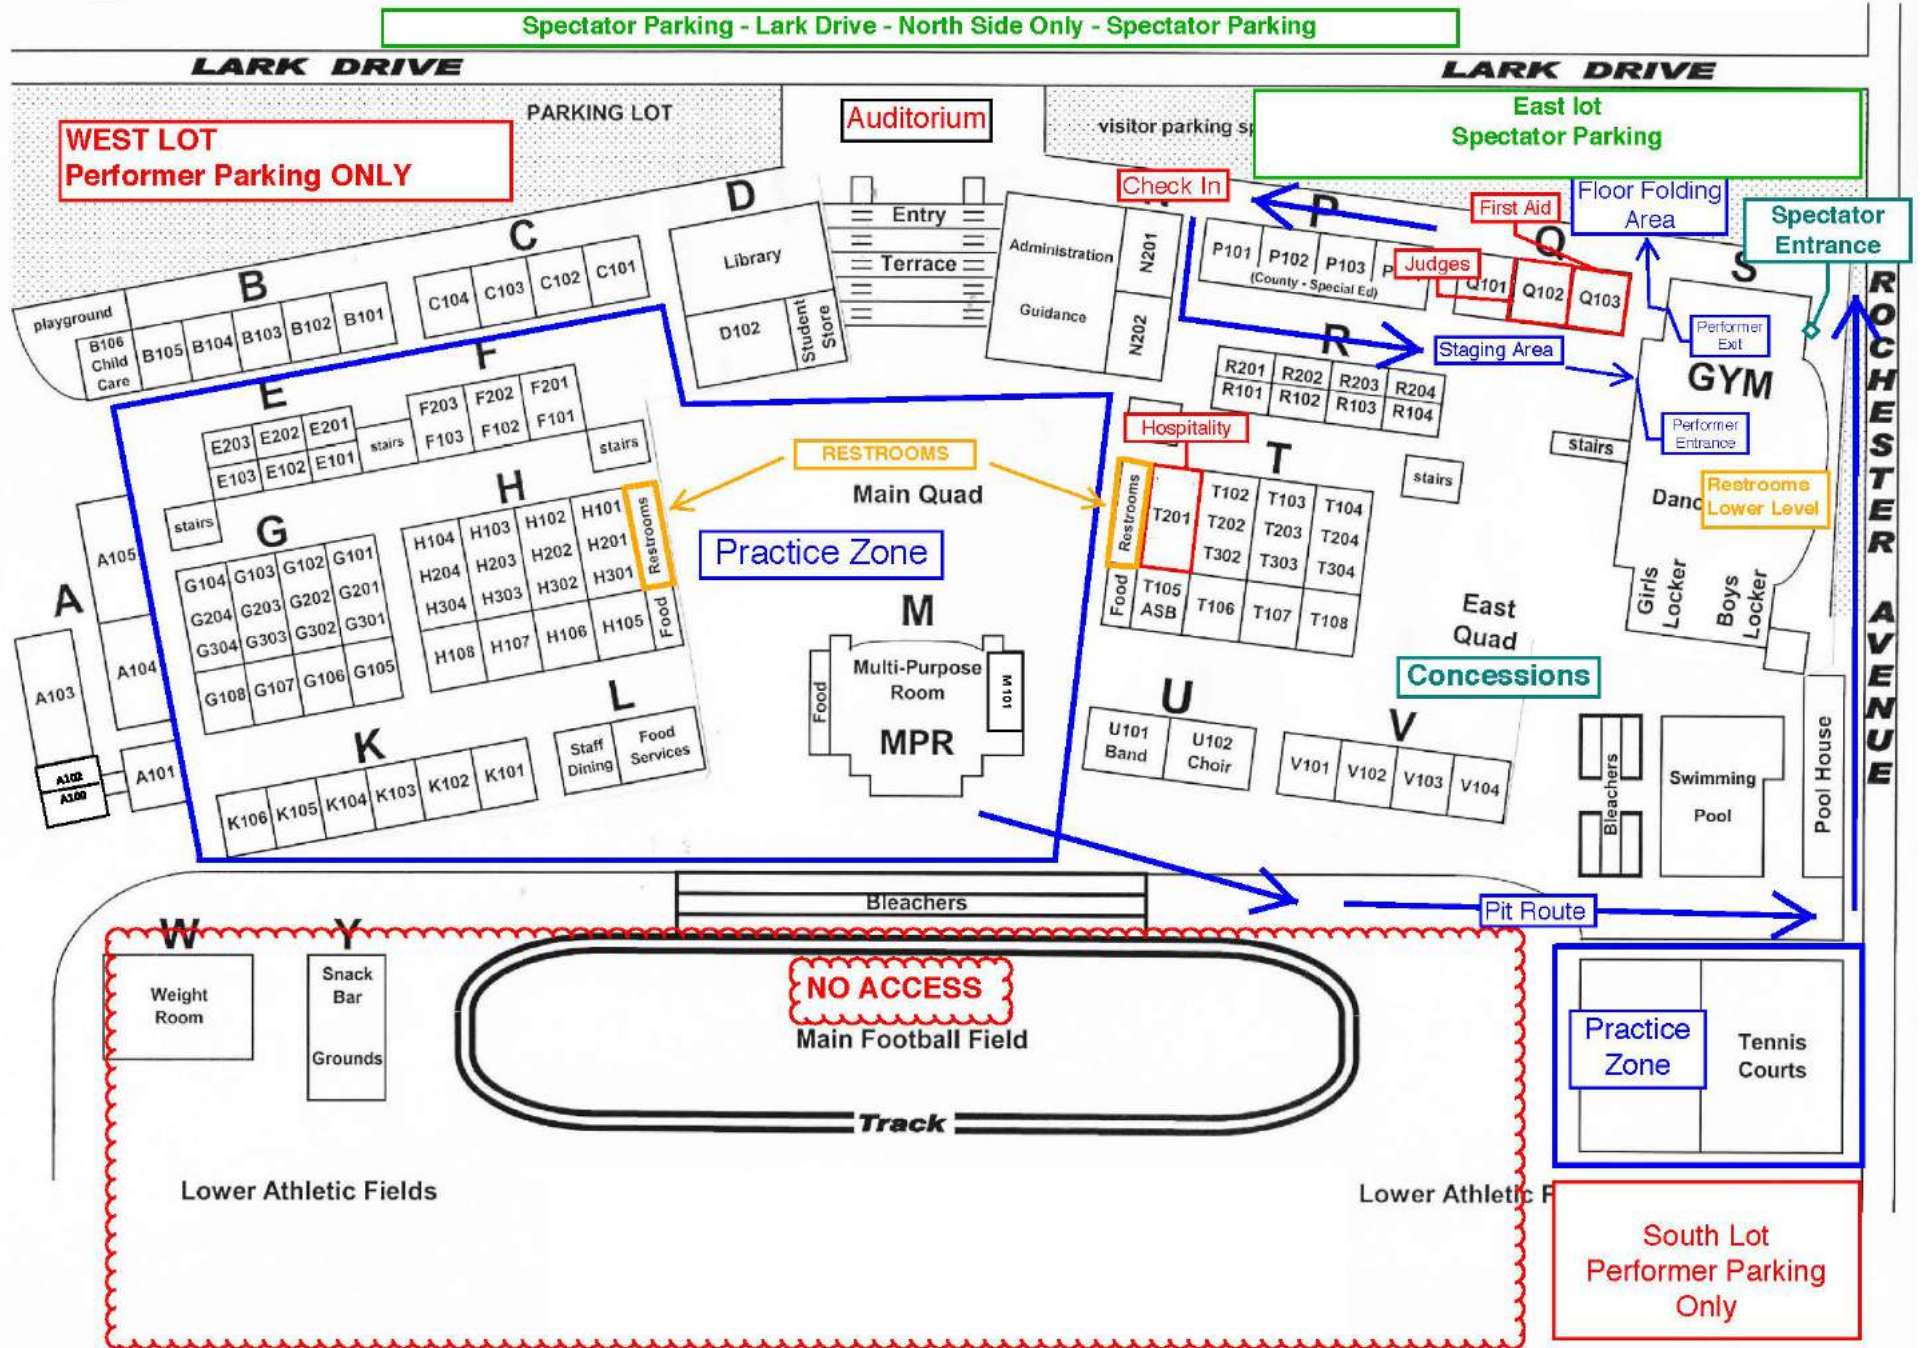 Spectator Parking - Lark Drive - North Side Only - Spectator Parking
LARK DRIVE
LARK DRIVE
PARKING LOT
WEST LOT
Performer Parking ONLY
Auditorium
visitor parking
East lot
Spectator Parking
Check In
First Aid
Floor Folding
Area
Spectator
Entrance
ROCHESTER AVENUE
A
A105
A104
A103
A102
A100
A101
B
playground
B106
Child
Care
B105
B104
B103
B102
B101
C
C104
C103
C102
C101
D
Library
D102
Student
Store
Entry
Terrace
Administration
Guidance
N201
N202
P
P101
P102
P103
P
(County - Special Ed)
Judges
Q
Q101
Q102
Q103
S
Performer
Exit
GYM
Staging Area
Performer
Entrance
stairs
Danc
Restrooms
Lower Level
Girls
Locker
Boys
Locker
R
R201
R202
R203
R204
R101
R102
R103
R104
E
E203
E202
E201
E103
E102
E101
stairs
F
F203
F202
F201
F103
F102
F101
stairs
stairs
G
G104
G103
G102
G101
G204
G203
G202
G201
G304
G303
G302
G301
G108
G107
G106
G105
H
H104
H103
H102
H101
H204
H203
H202
H201
H304
H303
H302
H301
H108
H107
H106
H105
Restrooms
Food
RESTROOMS
Main Quad
Practice Zone
Hospitality
Restrooms
Food
T
T201
T102
T103
T104
T202
T203
T204
T302
T303
T304
T105
ASB
T106
T107
T108
stairs
East
Quad
Concessions
K
K106
K105
K104
K103
K102
K101
L
Staff
Dining
Food
Services
M
Food
Multi-Purpose
Room
M101
MPR
U
U101
Band
U102
Choir
V
V101
V102
V103
V104
Bleachers
Swimming
Pool
Pool House
Bleachers
Pit Route
W
Weight
Room
Y
Snack
Bar
Grounds
NO ACCESS
Main Football Field
Track
Practice
Zone
Tennis
Courts
Lower Athletic Fields
Lower Athletic F
South Lot
Performer Parking
Only